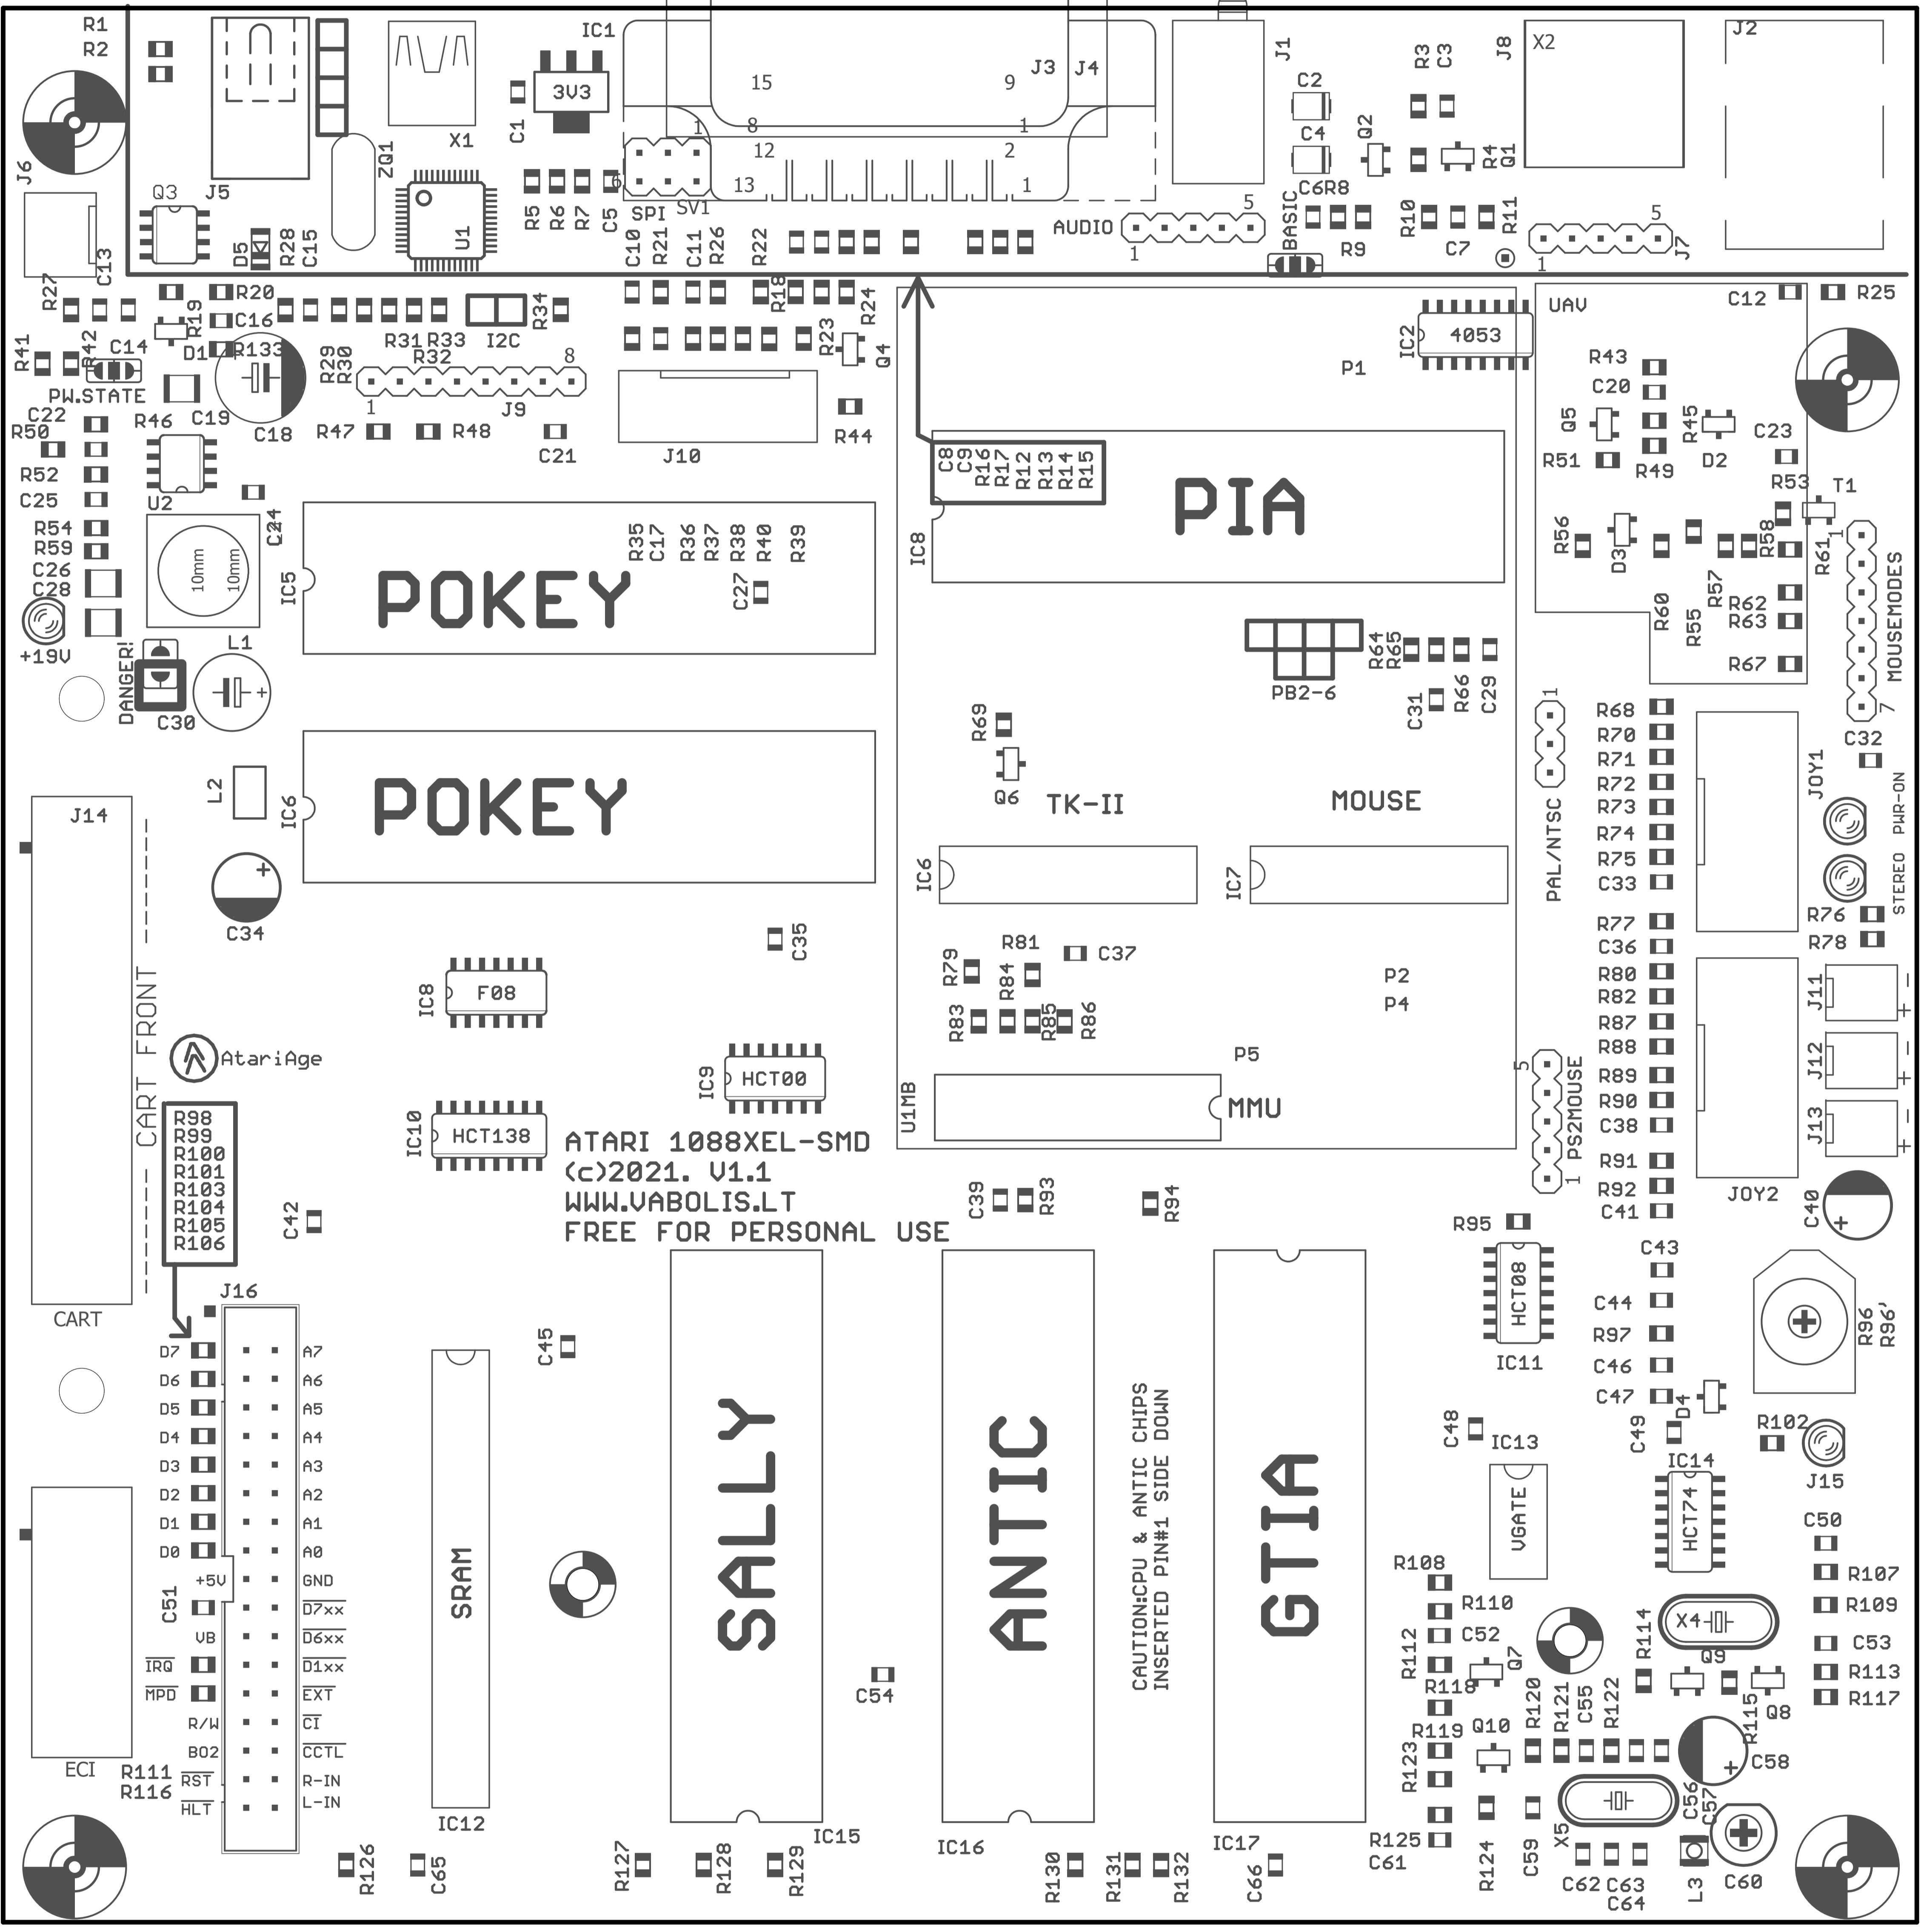 R1
R2
J6
Q3
J5
ZQ1
X1
C1
IC1
3V3
15
9
J3
J4
8
1
1
12
2
13
1
6
SPI
SV1
J1
C2
C4
C6
R8
Q2
R3
C3
R4
Q1
J8
X2
J2
R27
C13
D5
R28
C15
U1
R5
R6
R7
C5
C10
R21
C11
R26
R22
AUDIO
1
5
BASIC
R9
R10
C7
R11
1
5
J7
R41
R42
C14
PW.STATE
R19
D1
R20
C16
R133
C19
C18
R29
R30
R31
R33
R32
I2C
R34
1
8
J9
R18
R23
R24
Q4
P1
IC2
4053
UAV
C12
R25
C22
R50
R52
C25
R54
R59
C26
C28
+19V
R46
U2
C24
10mm
10mm
L1
R47
R48
C21
J10
R44
C8
C9
R16
R17
R12
R13
R14
R15
PIA
IC8
R43
C20
Q5
R51
R49
R45
D2
C23
R53
T1
IC5
POKEY
R35
C17
R36
R37
R38
R40
R39
C27
R56
D3
R58
R61
R57
R60
R55
R62
R63
R67
1
MOUSEMODES
7
DANGER!
C30
PB2-6
R64
R65
C31
R66
C29
L2
IC6
POKEY
R69
Q6
TK-II
MOUSE
1
PAL/NTSC
R68
R70
R71
R72
R73
R74
R75
C33
R77
C36
R80
R82
R87
R88
R89
R90
C38
R91
R92
C41
JOY1
C32
PWR-ON
STEREO
R76
R78
J14
C34
IC6
IC7
C35
R79
R81
R84
C37
R83
R85
R86
P2
P4
P5
IC8
F08
IC9
HCT00
IC10
HCT138
CART FRONT
AtariAge
U1MB
MMU
5
PS2MOUSE
1
J11
-
+
J12
-
+
J13
-
+
JOY2
C40
R98
R99
R100
R101
R103
R104
R105
R106
ATARI 1088XEL-SMD
(c)2021. V1.1
WWW.VABOLIS.LT
FREE FOR PERSONAL USE
C42
C39
R93
R94
R95
C43
C44
R97
C46
C47
R96
R96'
CART
J16
HCT08
IC11
D7 A7
D6 A6
D5 A5
D4 A4
D3 A3
D2 A2
D1 A1
D0 A0
+5V GND
C51
D7xx
VB D6xx
IRQ D1xx
MPD EXT
R/W CI
BO2 CCTL
RST R-IN
HLT L-IN
R111
R116
ECI
C45
SRAM
IC12
SALLY
IC15
ANTIC
IC16
CAUTION:CPU & ANTIC CHIPS
INSERTED PIN#1 SIDE DOWN
GTIA
IC17
C54
C48
IC13
VGATE
D4
C49
IC14
HCT74
R102
J15
C50
R107
R109
C53
R113
R117
R108
R110
C52
R112
Q7
R118
R119
Q10
R123
R120
R121
C55
R122
R114
X4
Q9
R115
Q8
C58
R125
C61
R124
C59
X5
C56
C57
C62
C63
C64
L3
C60
R126
C65
R127
R128
R129
R130
R131
R132
C66